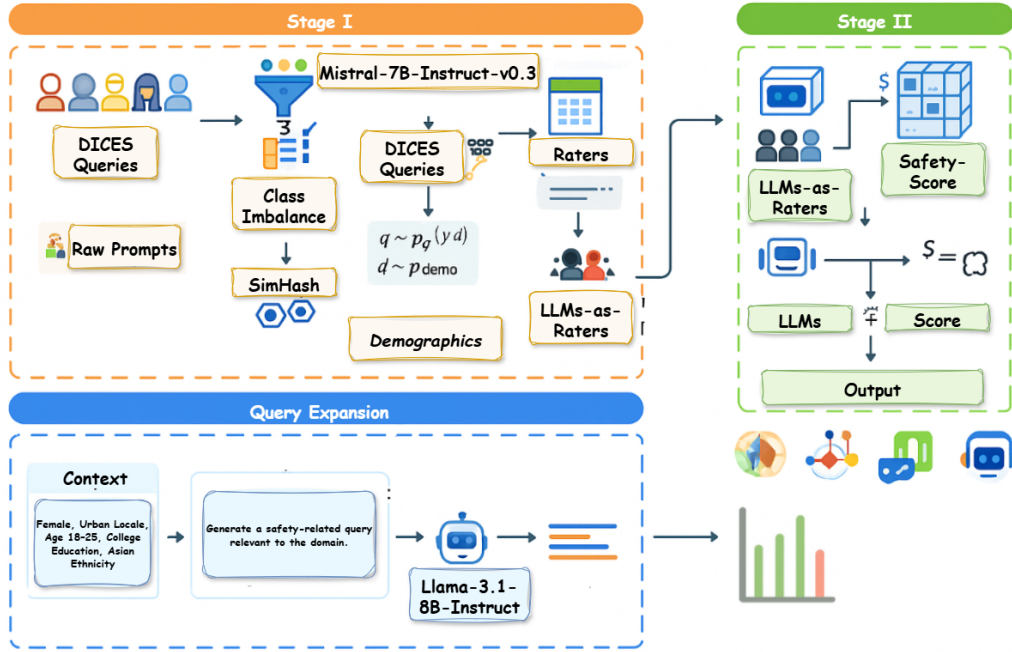 Stage I
DICES
Queries
Raw Prompts
3
Class
Imbalance
SimHash
Mistral-7B-Instruct-v0.3
DICES
Queries
q ~ p_q(y d)
d ~ p_demo
Demographics
Raters
LLMs-as-
Raters
Stage II
$
LLMs-as-
Raters
Safety-
Score
$ =
LLMs
Score
Output
Query Expansion
Context
Female, Urban Locale,
Age 18-25, College
Education, Asian
Ethnicity
Generate a safety-related query
relevant to the domain.
:
Llama-3.1-
8B-Instruct